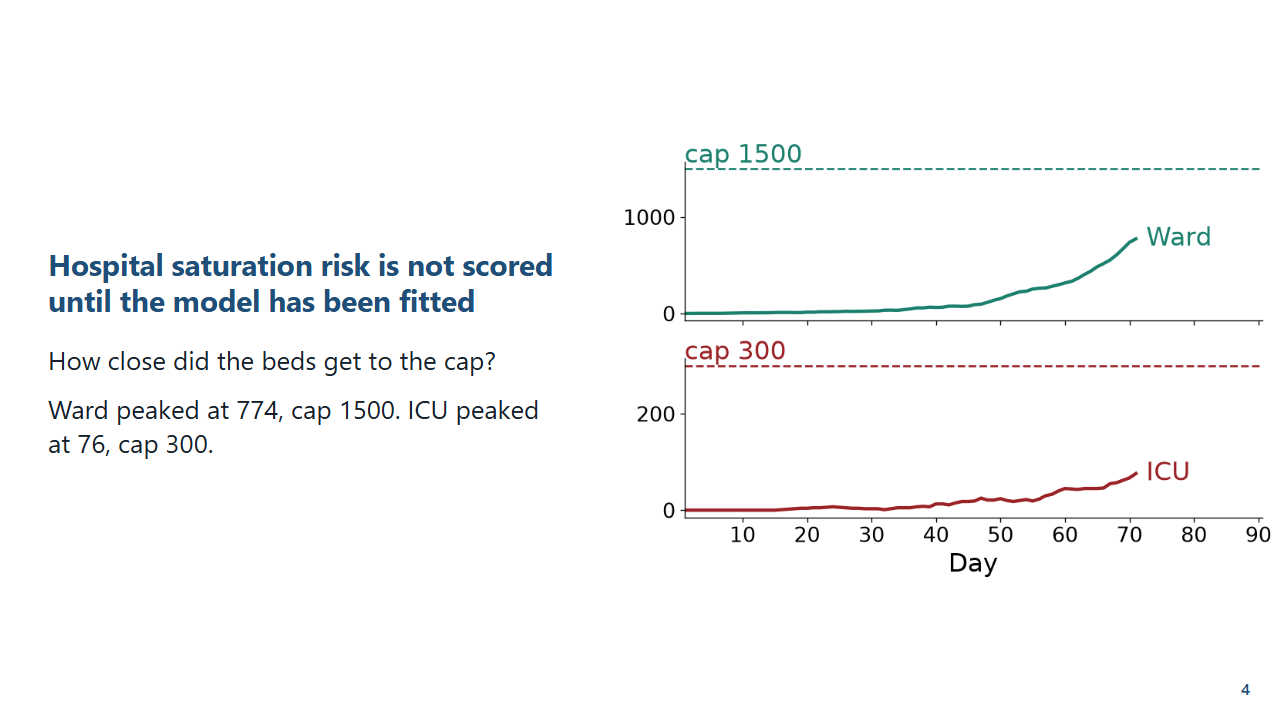 Hospital saturation risk is not scored
until the model has been fitted
How close did the beds get to the cap?
Ward peaked at 774, cap 1500. ICU peaked
at 76, cap 300.
cap 1500
1000
Ward
0
cap 300
200
ICU
0
10 20 30 40 50 60 70 80 90
Day
4